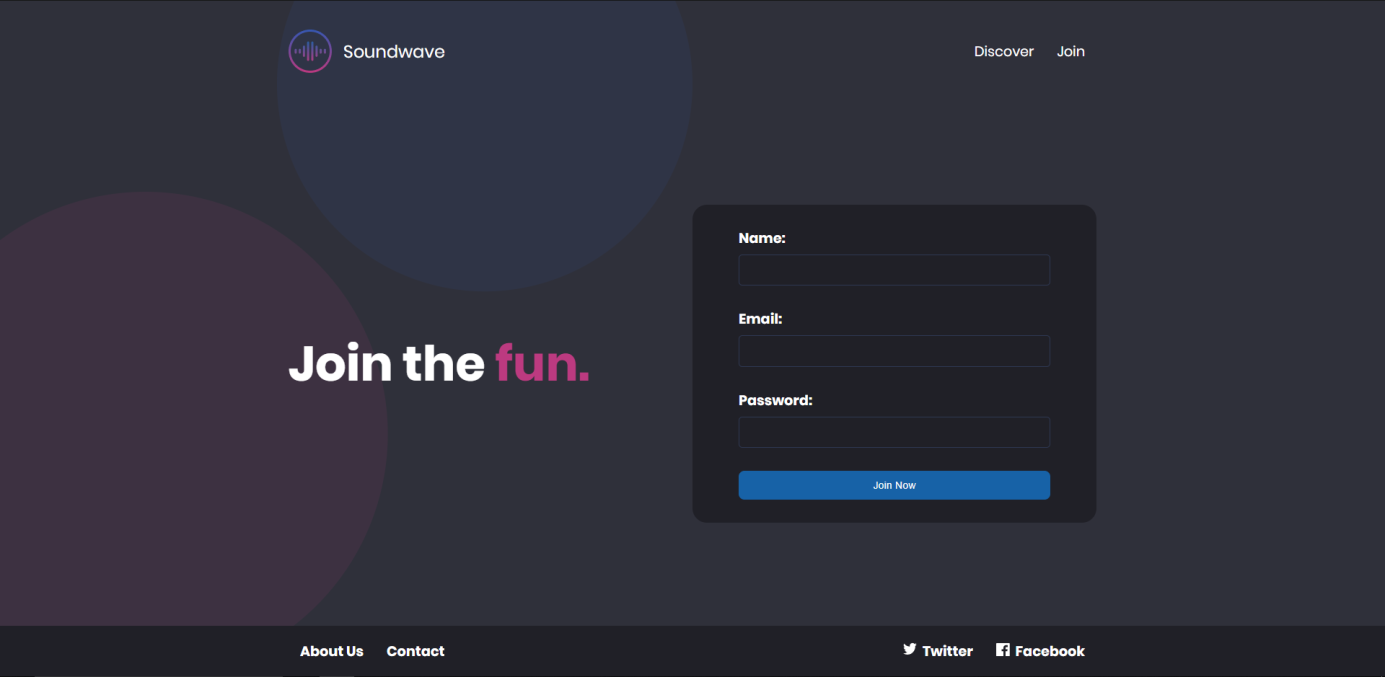 Soundwave
Discover Join
Name:
Email:
Join the fun.
Password:
Join Now
About Us Contact
Twitter Facebook